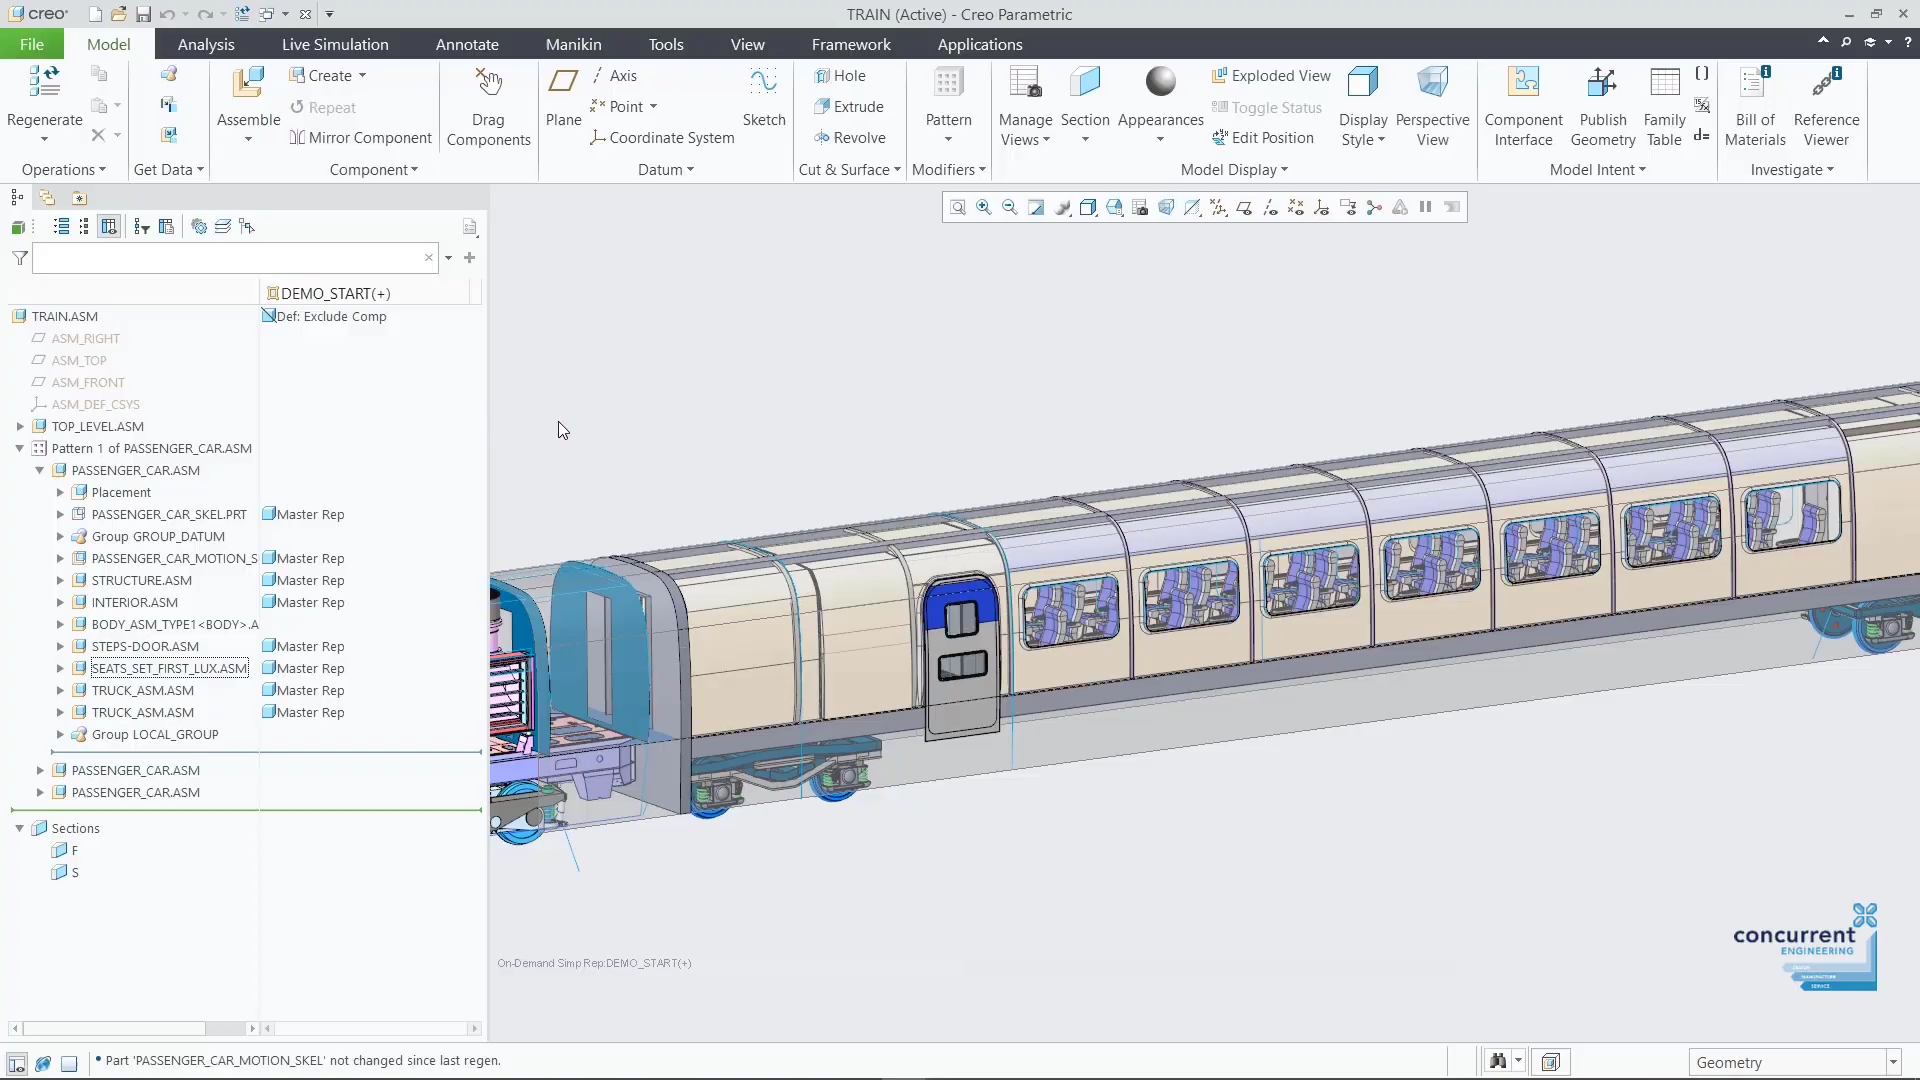 creo
TRAIN (Active) - Creo Parametric
File
Model
Analysis
Live Simulation
Annotate
Manikin
Tools
View
Framework
Applications
Regenerate
Operations
Get Data
Assemble
Create
Repeat
Mirror Component
Component
Drag
Components
Plane
Axis
Point
Coordinate System
Sketch
Datum
Hole
Extrude
Revolve
Cut & Surface
Pattern
Modifiers
Manage
Views
Section
Appearances
Exploded View
Toggle Status
Edit Position
Display
Style
Perspective
View
Model Display
Component
Interface
Publish
Geometry
Family
Table
d=
Model Intent
Bill of
Materials
Reference
Viewer
Investigate
DEMO_START(+)
TRAIN.ASM Def: Exclude Comp
ASM_RIGHT
ASM_TOP
ASM_FRONT
ASM_DEF_CSYS
TOP_LEVEL.ASM
Pattern 1 of PASSENGER_CAR.ASM
PASSENGER_CAR.ASM
Placement
PASSENGER_CAR_SKEL.PRT Master Rep
Group GROUP_DATUM
PASSENGER_CAR_MOTION_S Master Rep
STRUCTURE.ASM Master Rep
INTERIOR.ASM Master Rep
BODY_ASM_TYPE1<BODY>.A
STEPS-DOOR.ASM Master Rep
SEATS_SET_FIRST_LUX.ASM Master Rep
TRUCK_ASM.ASM Master Rep
TRUCK_ASM.ASM Master Rep
Group LOCAL_GROUP
PASSENGER_CAR.ASM
PASSENGER_CAR.ASM
Sections
F
S
On-Demand Simp Rep:DEMO_START(+)
concurrent
ENGINEERING
MANUFACTURE
SERVICE
• Part 'PASSENGER_CAR_MOTION_SKEL' not changed since last regen.
Geometry